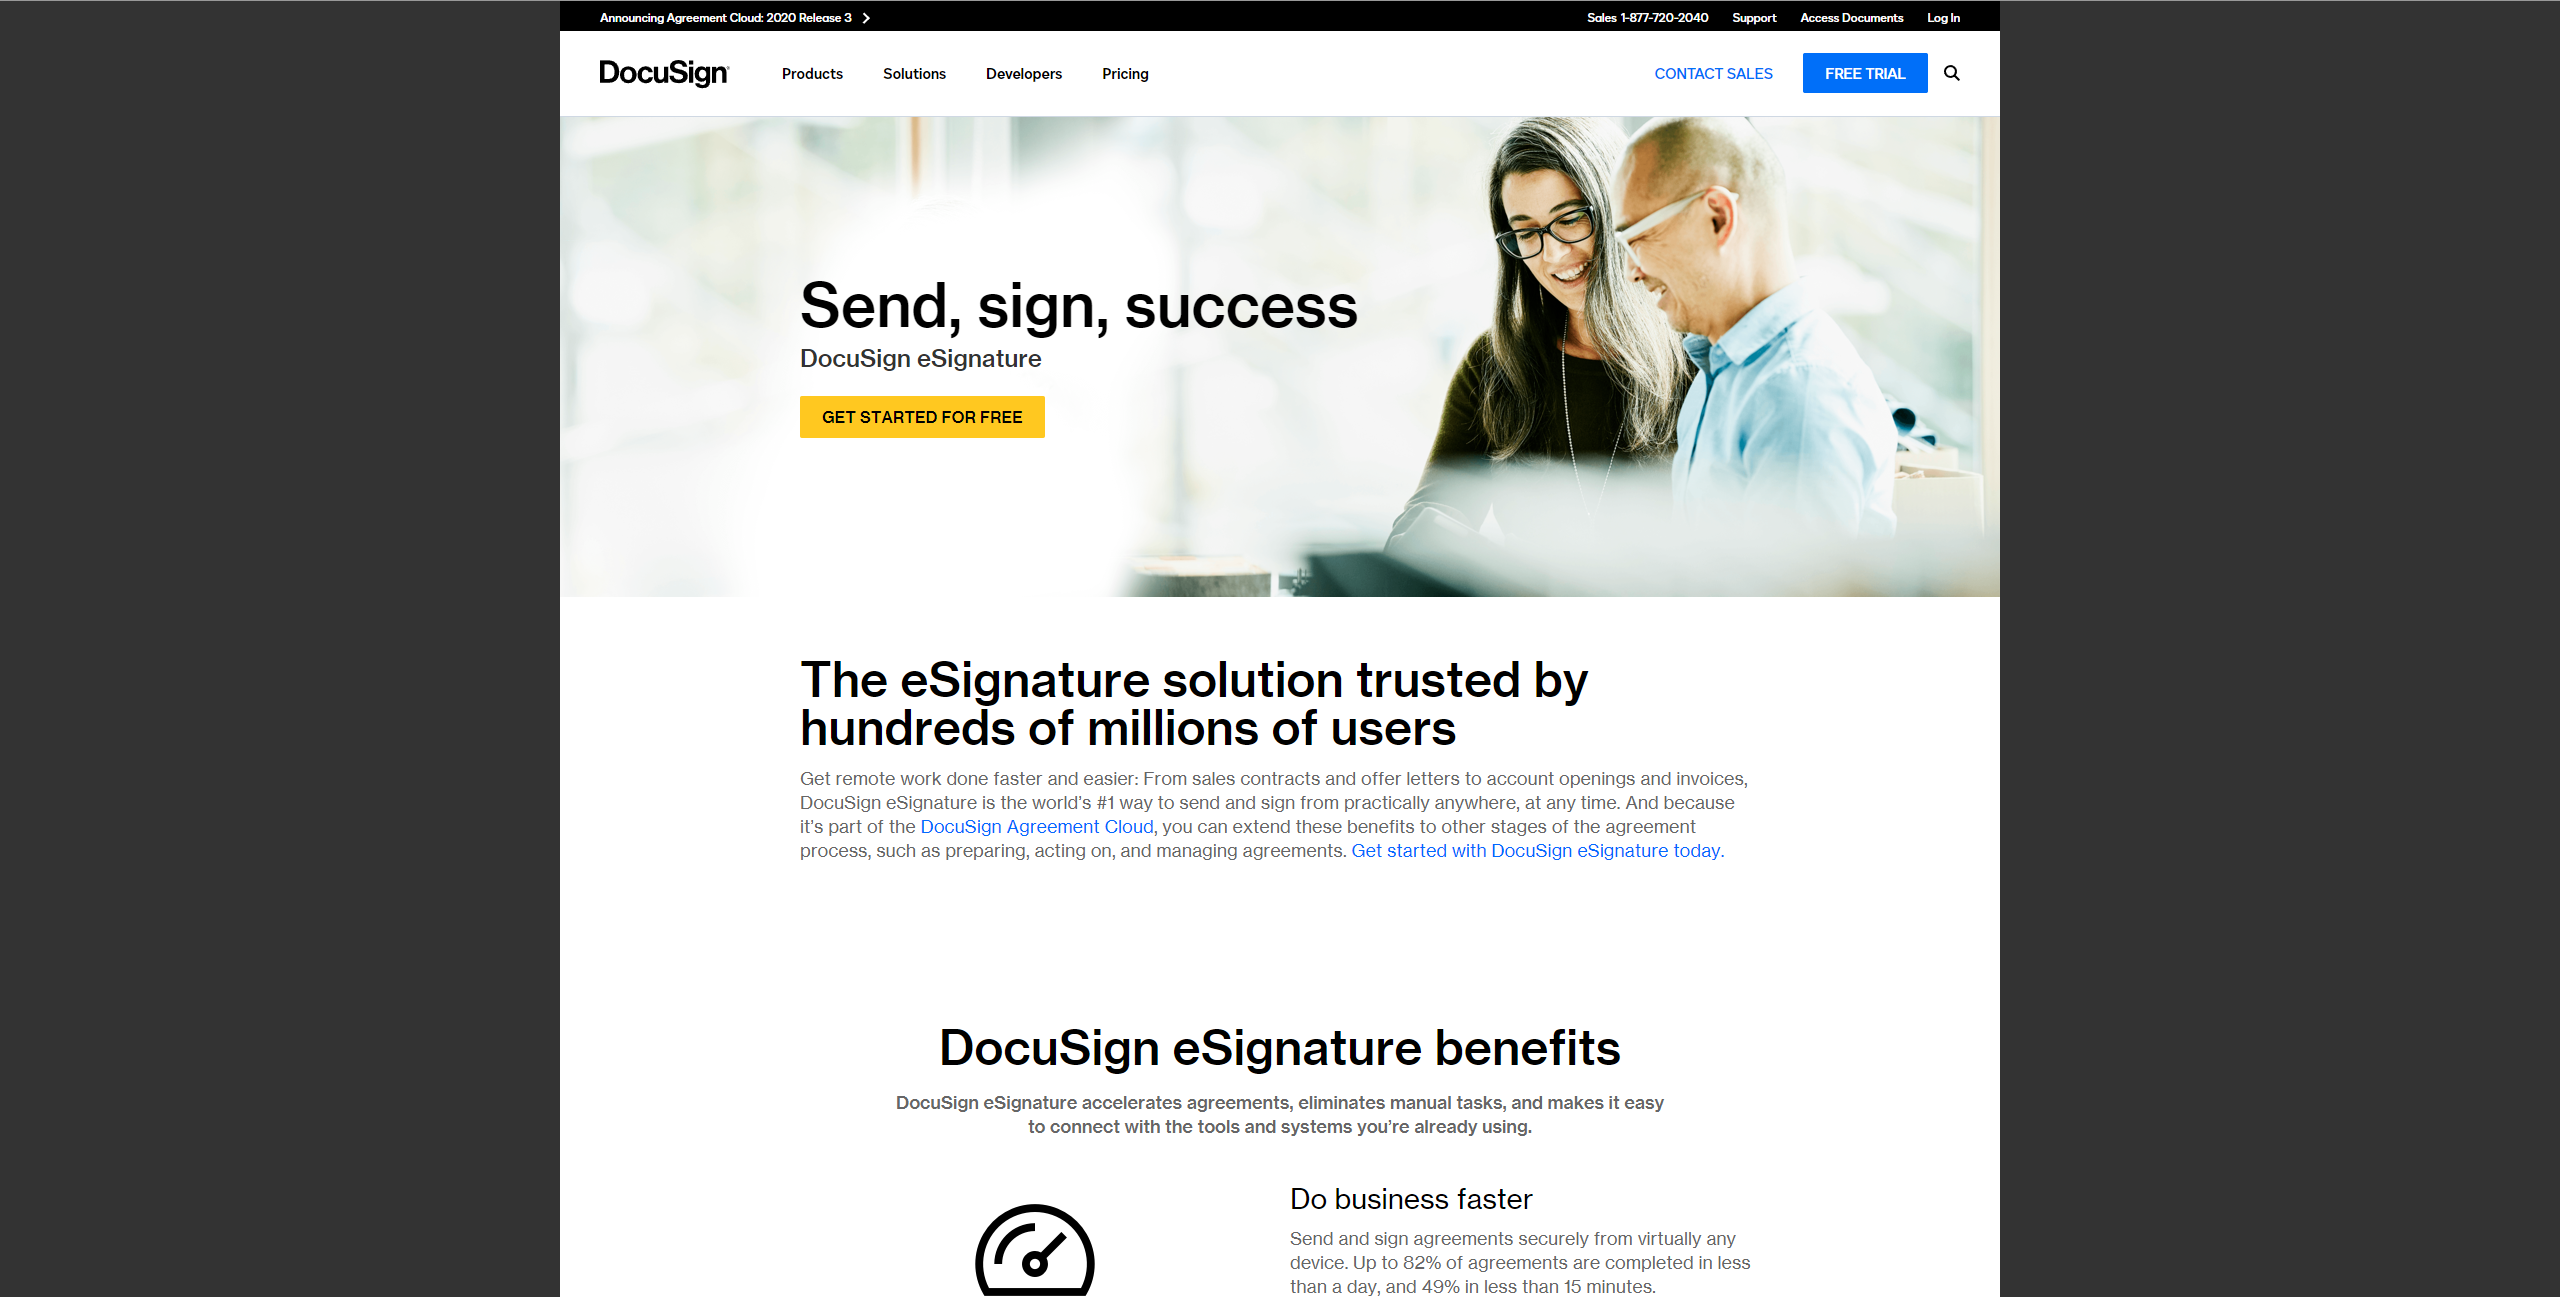 Announcing Agreement Cloud: 2020 Release 3
Sales 1-877-720-2040 Support Access Documents Log In
DocuSign
Products Solutions Developers Pricing
CONTACT SALES FREE TRIAL
Send, sign, success
DocuSign eSignature
GET STARTED FOR FREE
The eSignature solution trusted by
hundreds of millions of users
Get remote work done faster and easier: From sales contracts and offer letters to account openings and invoices,
DocuSign eSignature is the world’s #1 way to send and sign from practically anywhere, at any time. And because
it’s part of the DocuSign Agreement Cloud, you can extend these benefits to other stages of the agreement
process, such as preparing, acting on, and managing agreements. Get started with DocuSign eSignature today.
DocuSign eSignature benefits
DocuSign eSignature accelerates agreements, eliminates manual tasks, and makes it easy
to connect with the tools and systems you’re already using.
Do business faster
Send and sign agreements securely from virtually any
device. Up to 82% of agreements are completed in less
than a day, and 49% in less than 15 minutes.